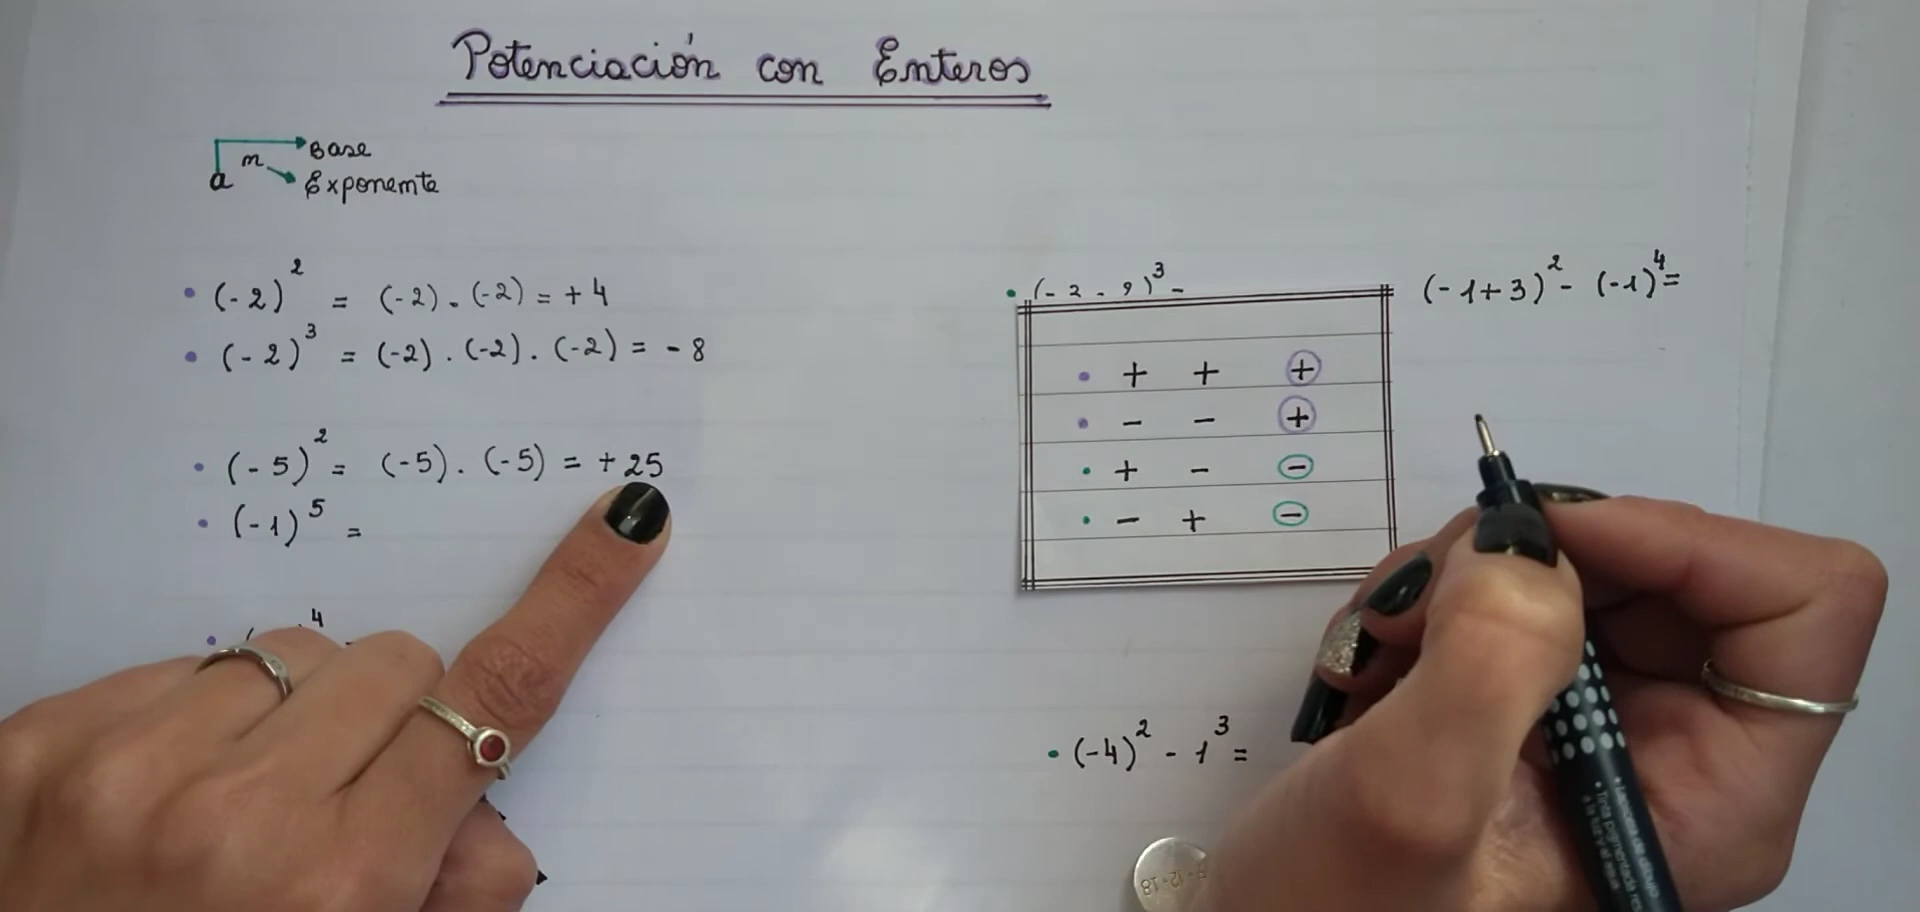 Potenciación con Enteros
Base
a^n
Exponente
• (-2)^2 = (-2) . (-2) = +4
• (-2)^3 = (-2) . (-2) . (-2) = -8
• (-5)^2 = (-5) . (-5) = +25
• (-1)^5 =
4
• + + +
• - - +
• + - -
• - + -
(-1+3)^2 - (-1)^4 =
• (-4)^2 - 1^3 =